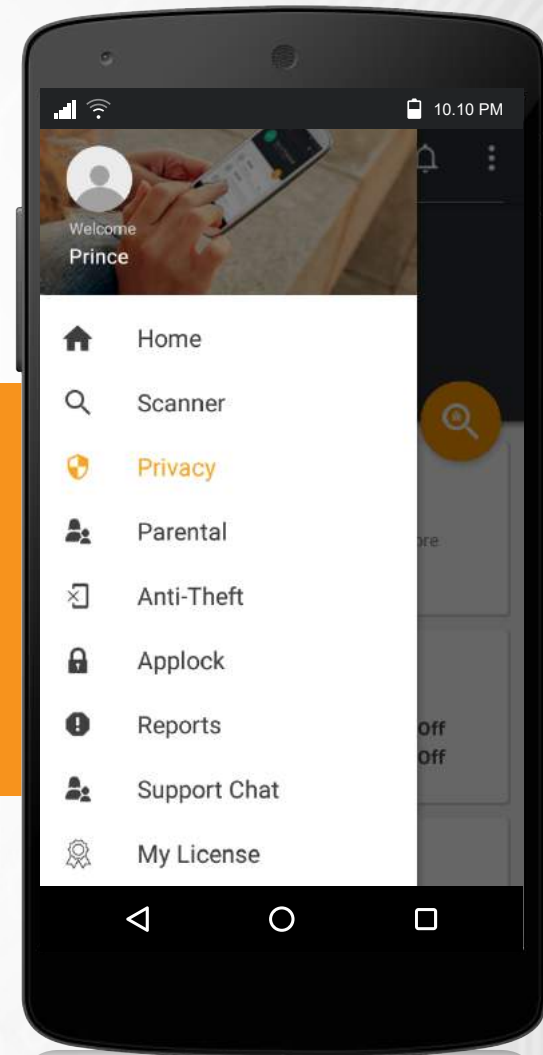 10.10 PM
Welcome
Prince
Home
Scanner
Privacy
Parental
ore
Anti-Theft
Applock
Reports
Off
Off
Support Chat
My License